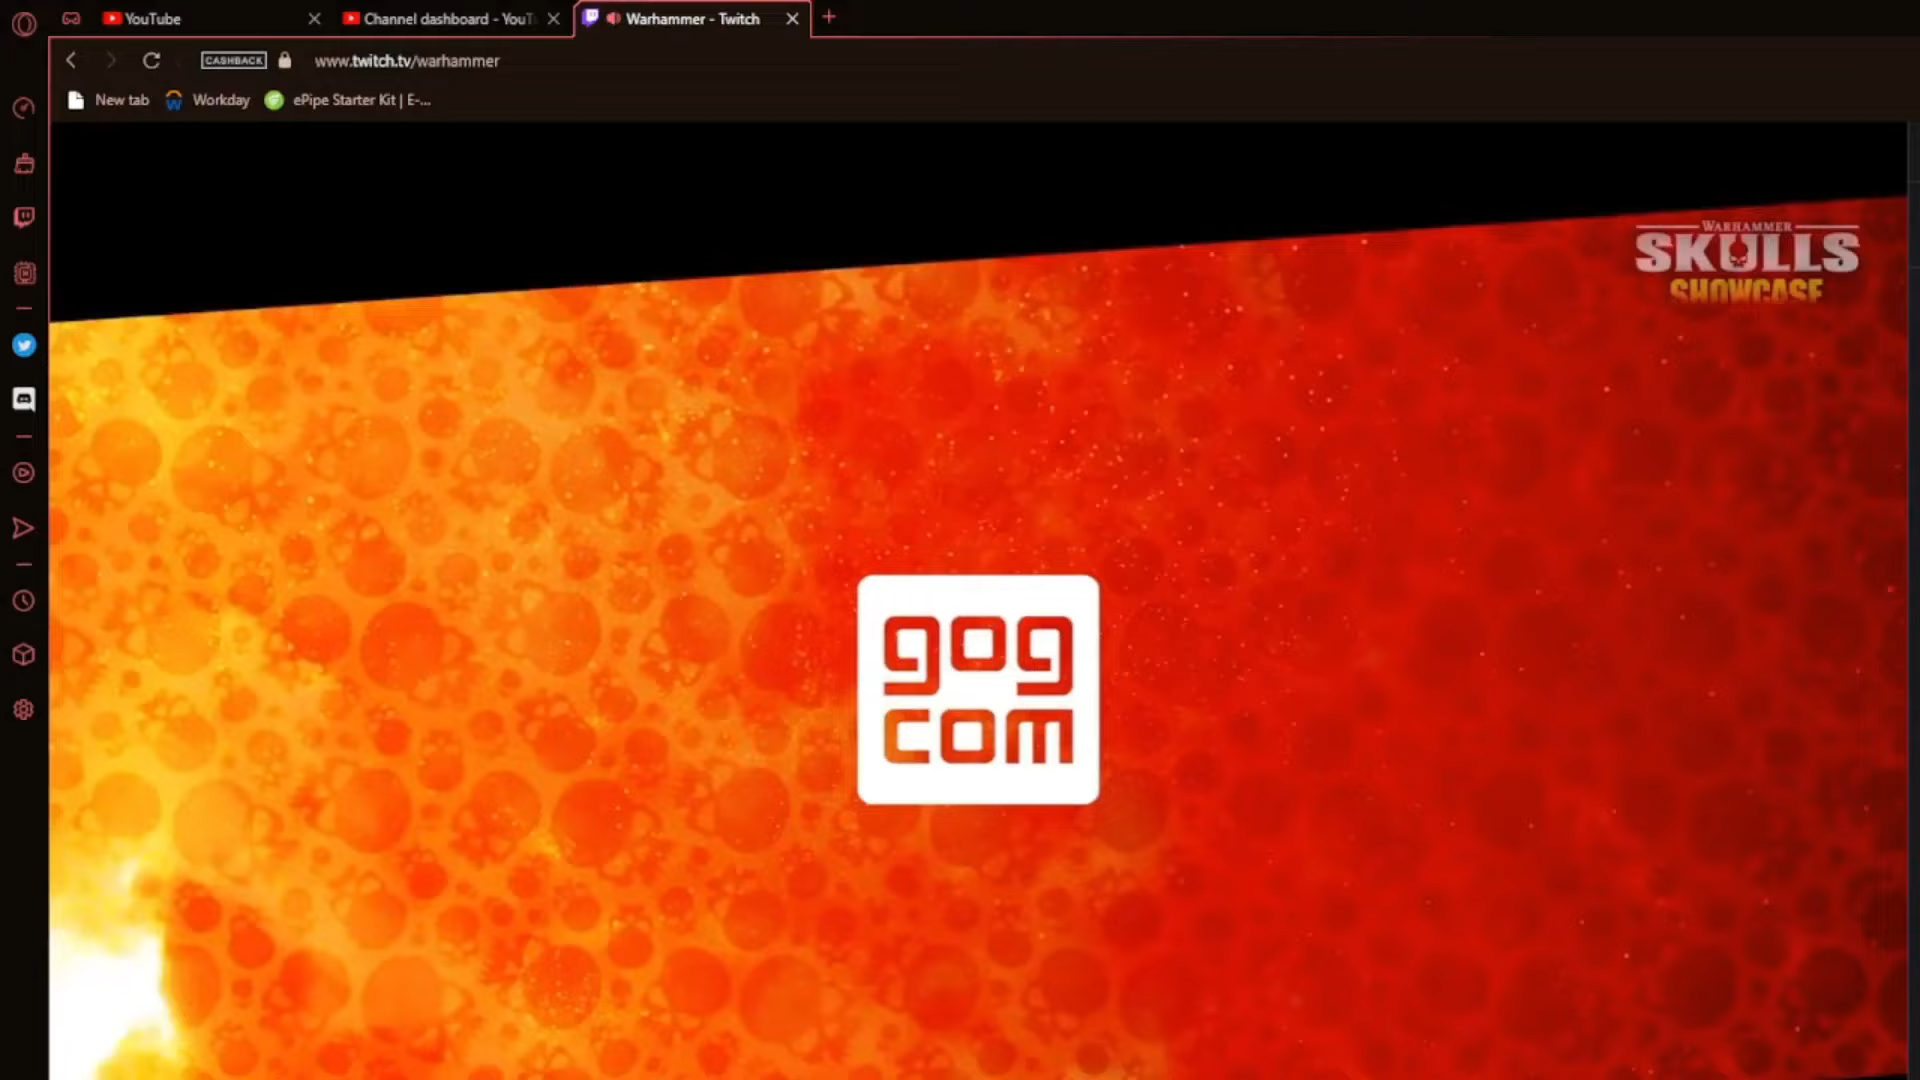 YouTube
Channel dashboard - YouT
Warhammer - Twitch
CASHBACK
www.twitch.tv/warhammer
New tab
Workday
ePipe Starter Kit | E-...
WARHAMMER
SKULLS
SHOWCASE
gog
com